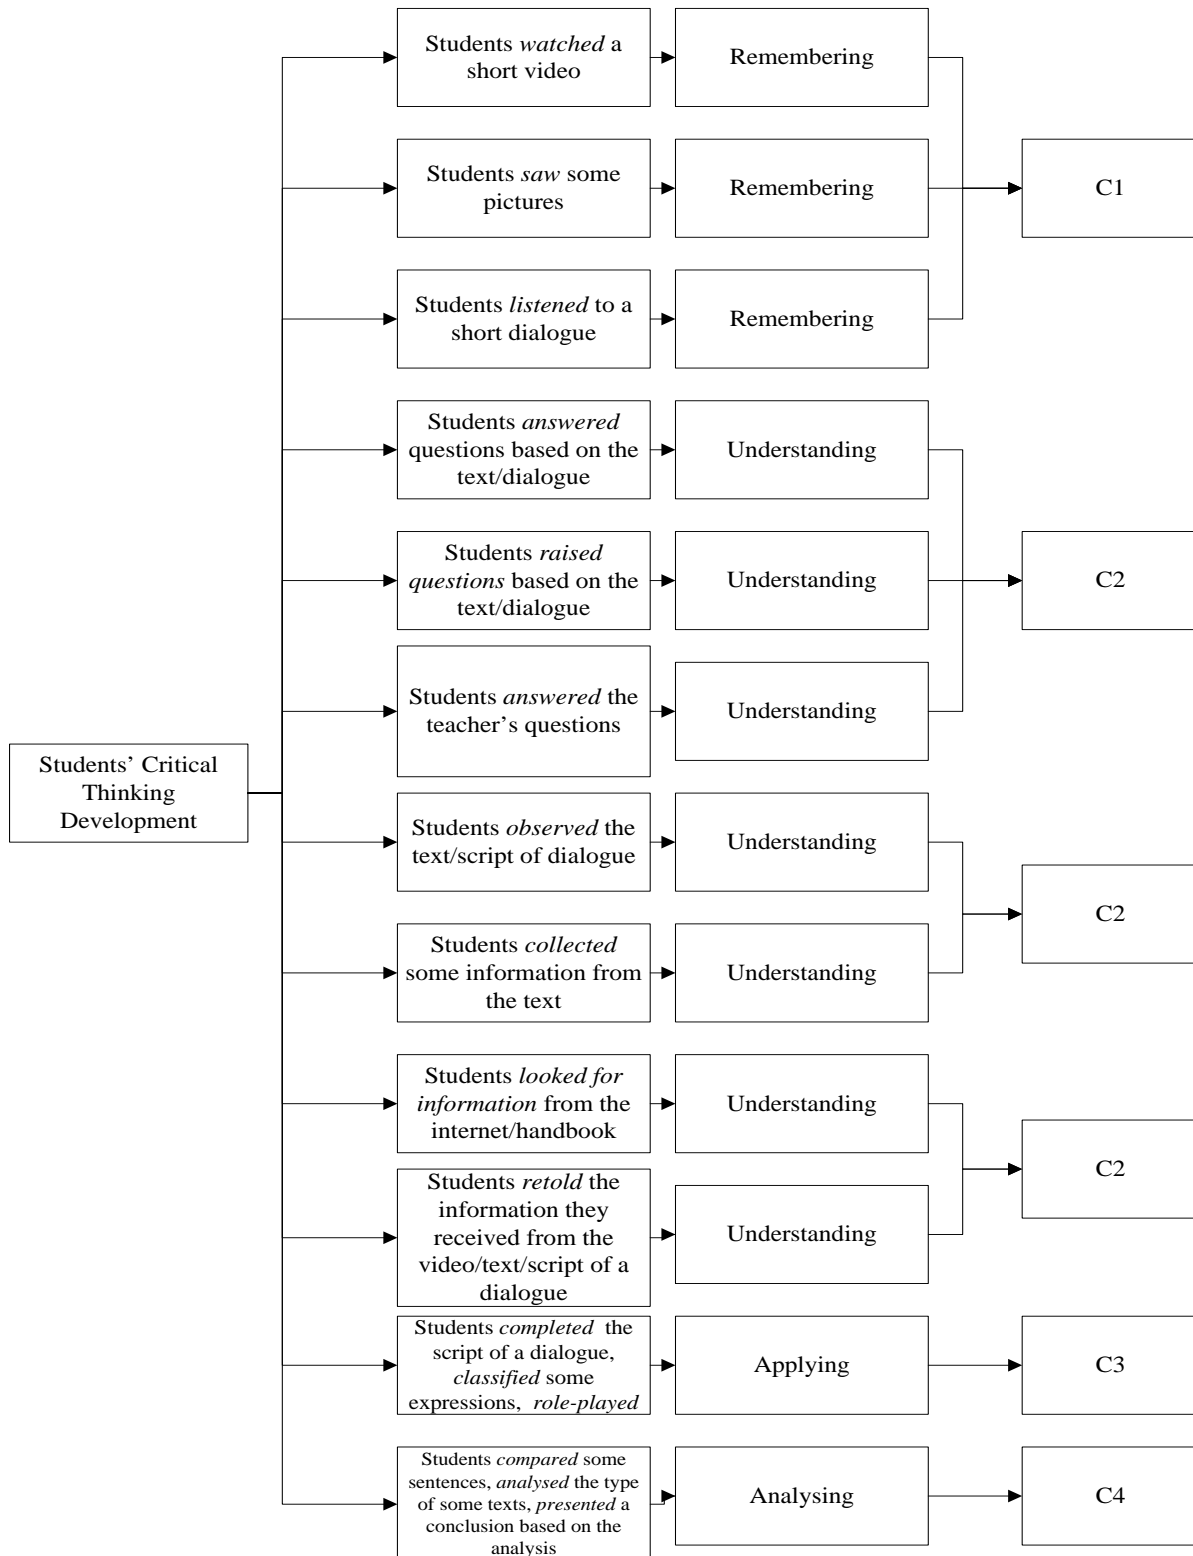 Students watched a
short video
Remembering
Students saw some
pictures
Remembering
C1
Students listened to a
short dialogue
Remembering
Students answered
questions based on the
text/dialogue
Understanding
Students raised
questions based on the
text/dialogue
Understanding
C2
Students answered the
teacher’s questions
Understanding
Students’ Critical
Thinking
Development
Students observed the
text/script of dialogue
Understanding
C2
Students collected
some information from
the text
Understanding
Students looked for
information from the
internet/handbook
Understanding
C2
Students retold the
information they
received from the
video/text/script of a
dialogue
Understanding
Students completed the
script of a dialogue,
classified some
expressions, role-played
Applying
C3
Students compared some
sentences, analysed the type
of some texts, presented a
conclusion based on the
analysis
Analysing
C4